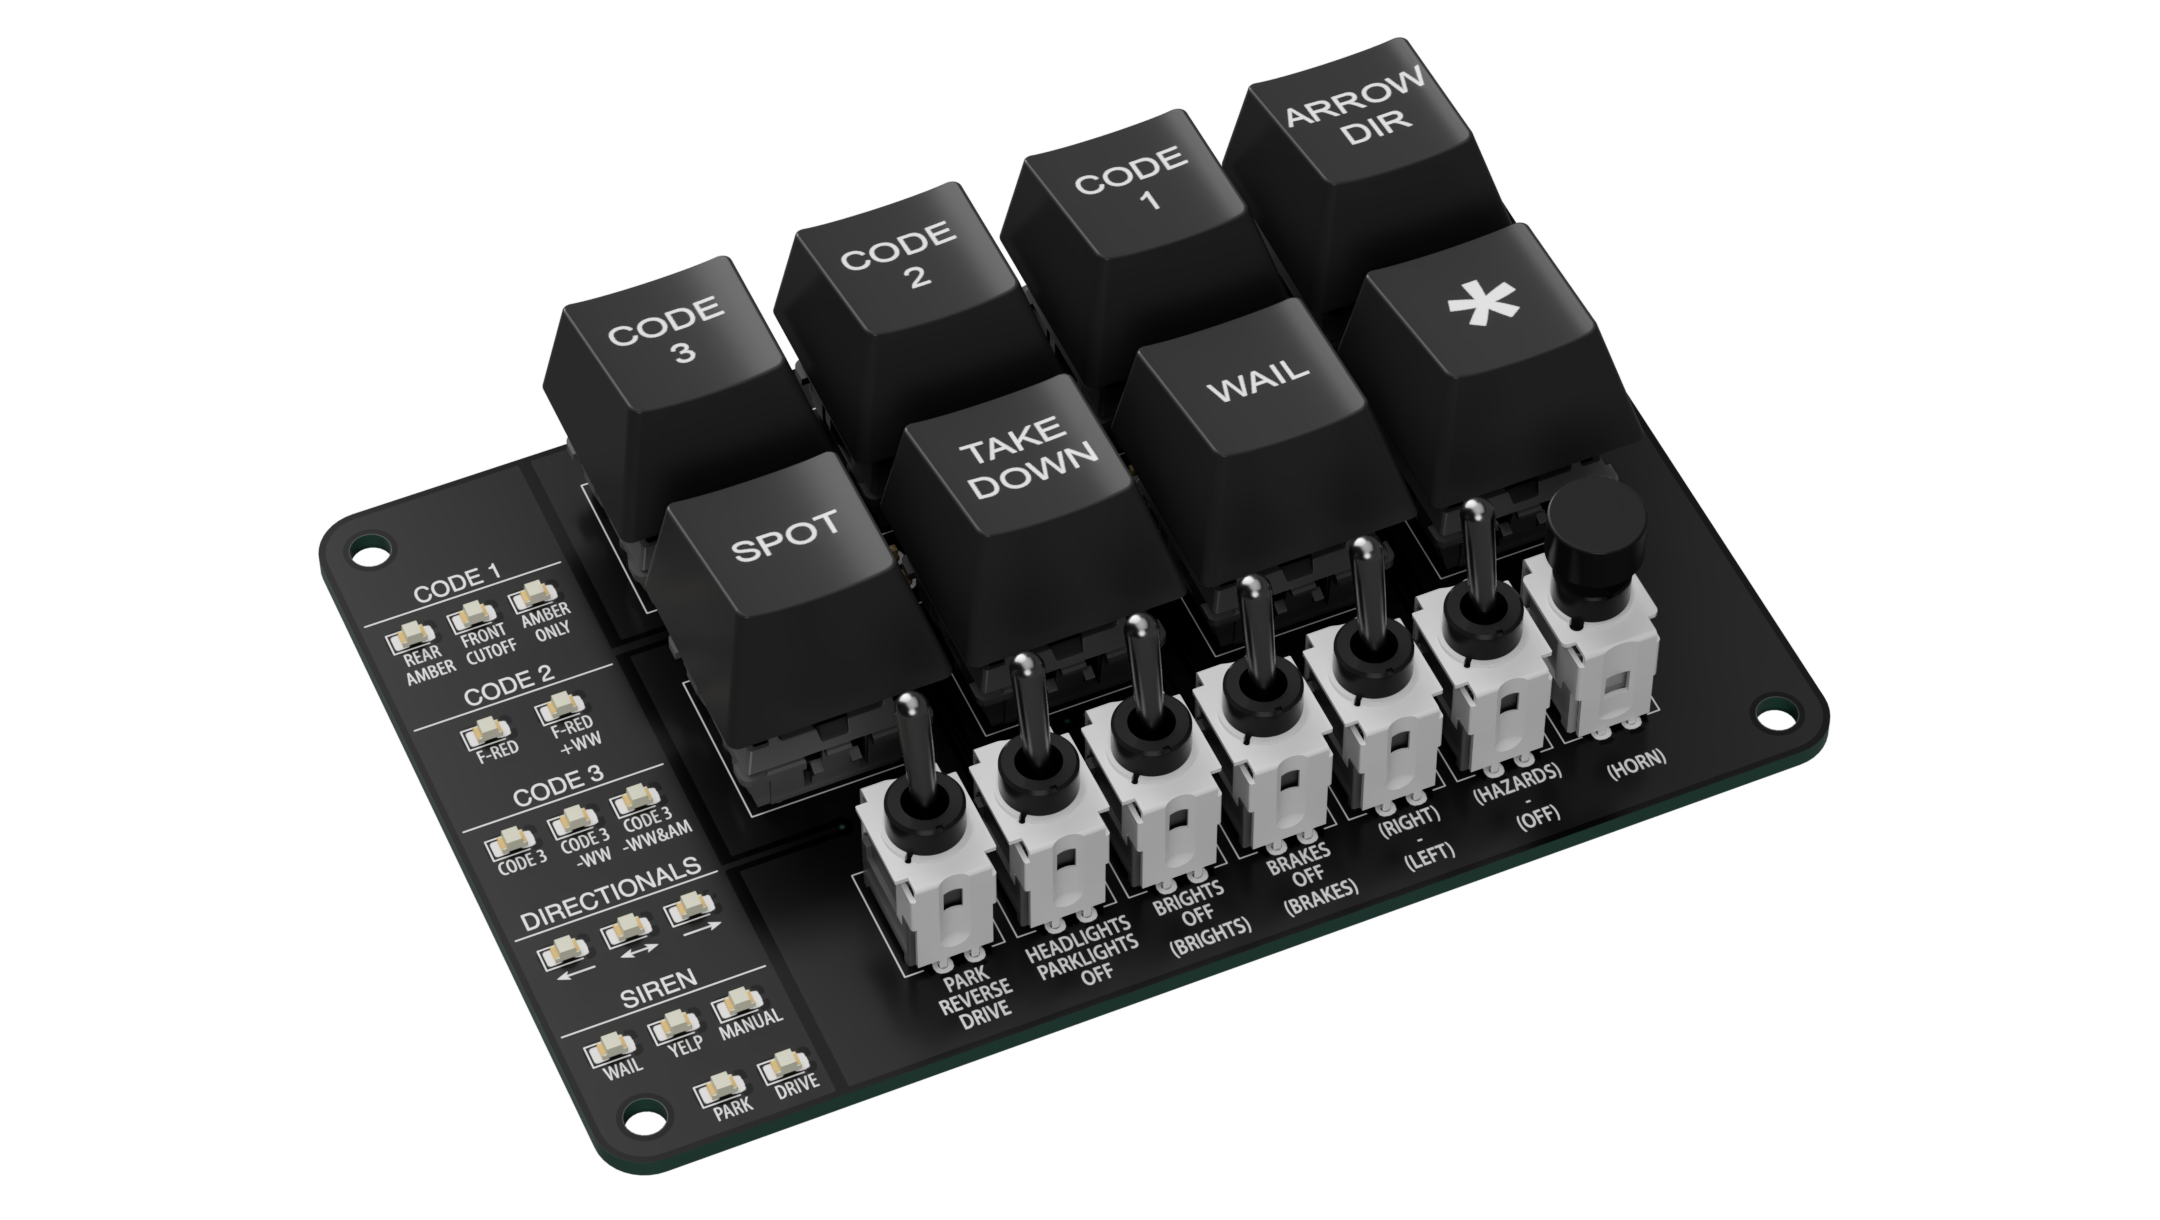 CODE
3
CODE
2
CODE
1
ARROW
DIR
SPOT
TAKE
DOWN
WAIL
*
CODE 1
REAR
AMBER
FRONT
CUTOFF
AMBER
ONLY
CODE 2
F-RED
F-RED
+WW
CODE 3
CODE 3
CODE 3
-WW
CODE 3
-WW&AM
DIRECTIONALS
←
↔
→
SIREN
WAIL
YELP
MANUAL
PARK
DRIVE
PARK
REVERSE
DRIVE
HEADLIGHTS
PARKLIGHTS
OFF
BRIGHTS
OFF
(BRIGHTS)
BRAKES
OFF
(BRAKES)
(RIGHT)
-
(LEFT)
(HAZARDS)
-
(OFF)
(HORN)